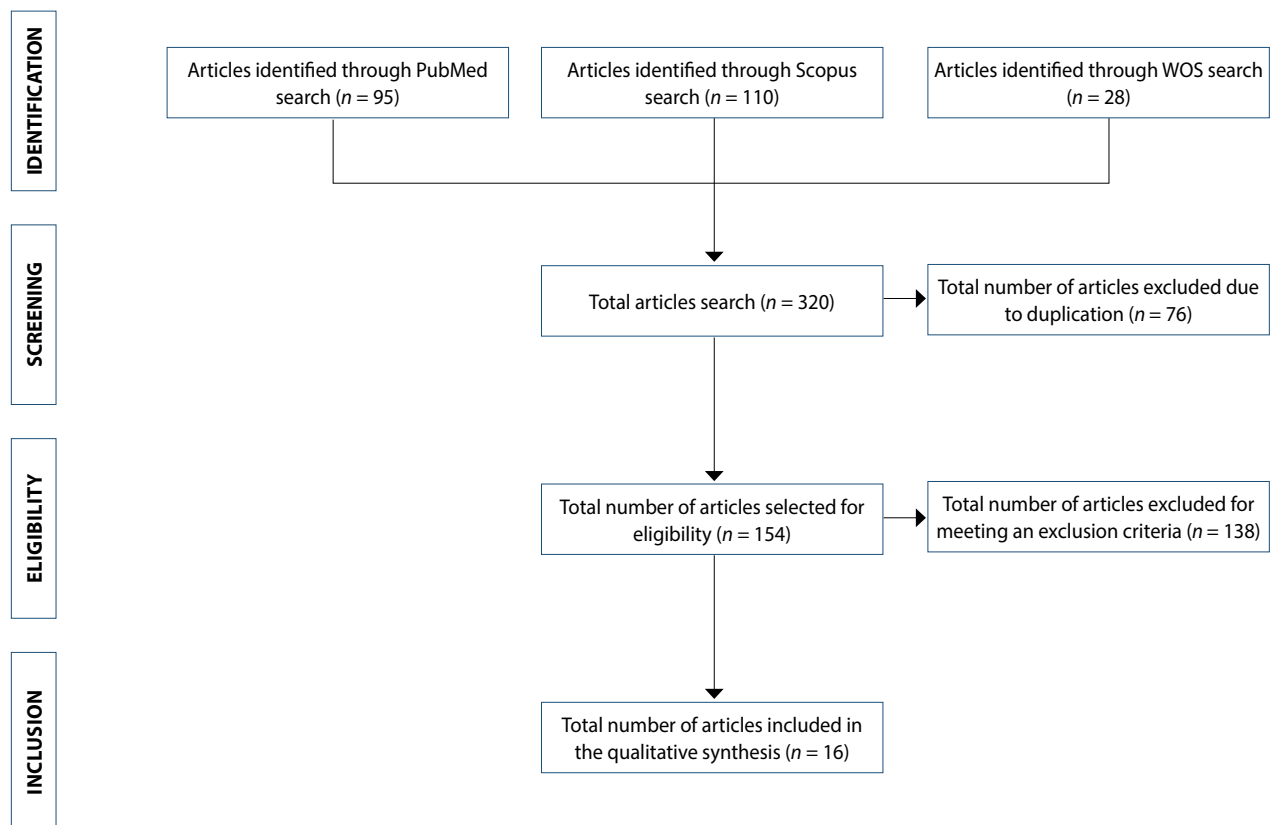 IDENTIFICATION
Articles identified through PubMed
search (n = 95)
Articles identified through Scopus
search (n = 110)
Articles identified through WOS search
(n = 28)
SCREENING
Total articles search (n = 320)
Total number of articles excluded due
to duplication (n = 76)
ELIGIBILITY
Total number of articles selected for
eligibility (n = 154)
Total number of articles excluded for
meeting an exclusion criteria (n = 138)
INCLUSION
Total number of articles included in
the qualitative synthesis (n = 16)